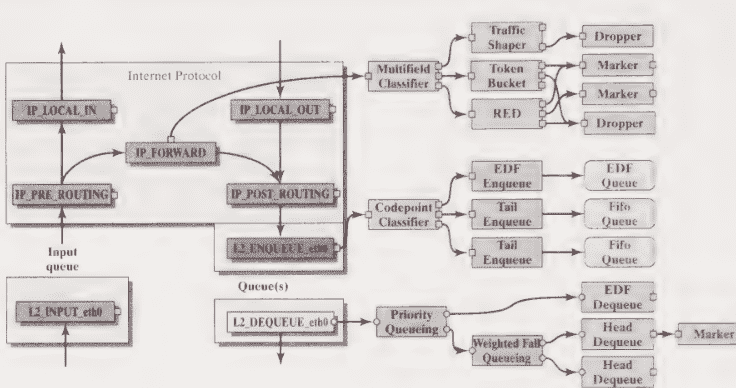 Internet Protocol
IP_LOCAL_IN
IP_LOCAL_OUT
IP_FORWARD
IP_PRE_ROUTING
IP_POST_ROUTING
Input
queue
L2_ENQUEUE_eth0
Queue(s)
L2_INPUT_eth0
L2_DEQUEUE_eth0
Multifield
Classifier
Traffic
Shaper
Token
Bucket
RED
Dropper
Marker
Marker
Dropper
Codepoint
Classifier
EDF
Enqueue
Tail
Enqueue
Tail
Enqueue
EDF
Queue
Fifo
Queue
Fifo
Queue
Priority
Queueing
Weighted Fair
Queueing
EDF
Dequeue
Head
Dequeue
Head
Dequeue
Marker